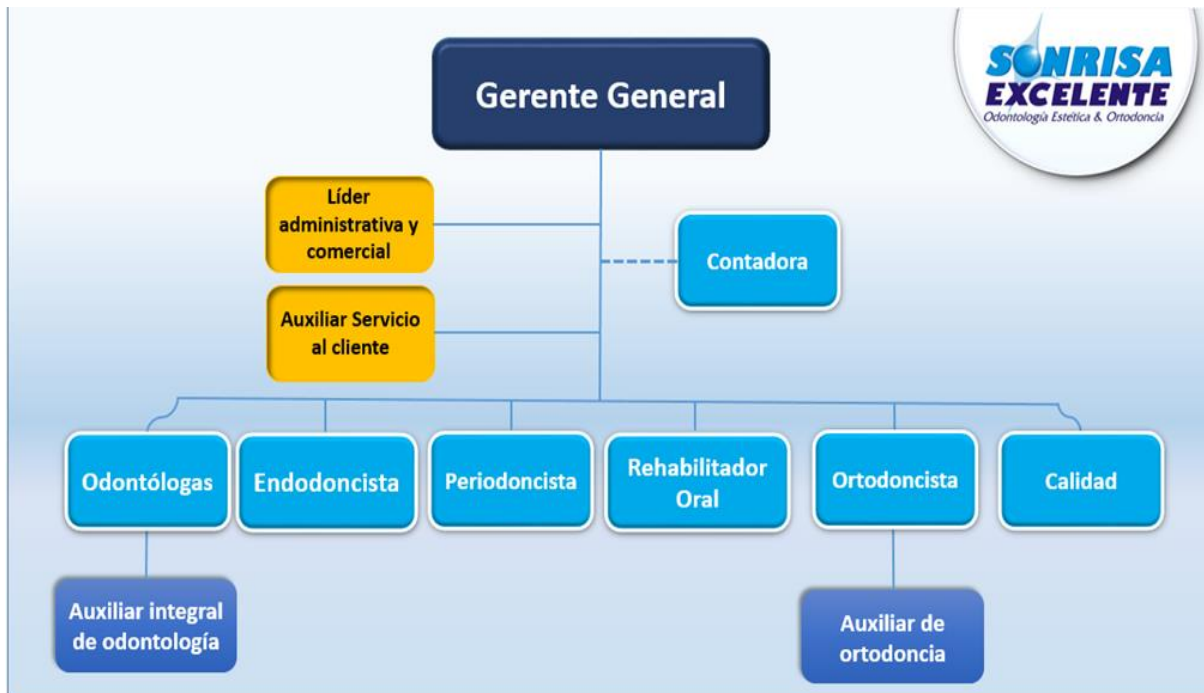 SONRISA
EXCELENTE
Odontología Estética & Ortodoncia
Gerente General
Líder
administrativa y
comercial
Contadora
Auxiliar Servicio
al cliente
Odontólogas
Endodoncista
Periodoncista
Rehabilitador
Oral
Ortodoncista
Calidad
Auxiliar integral
de odontología
Auxiliar de
ortodoncia